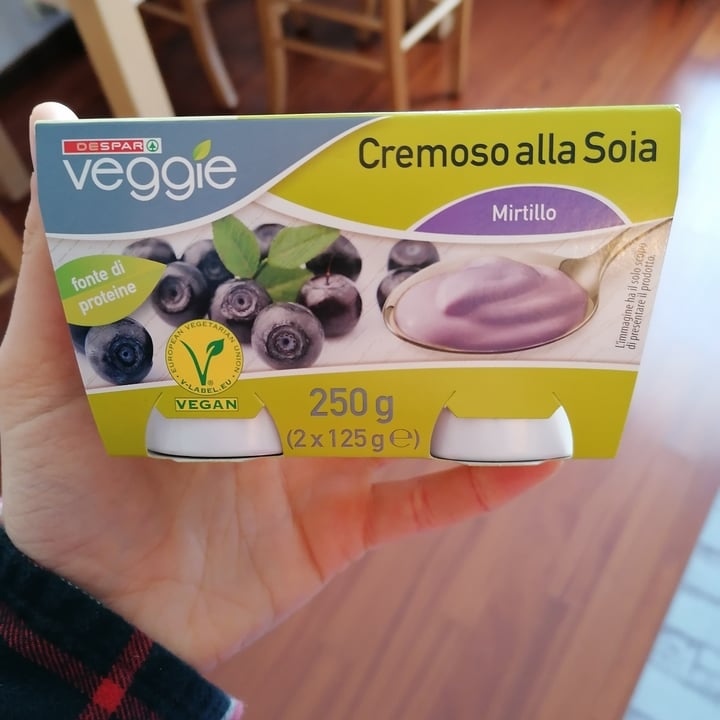 DESPAR
veggie
Cremoso alla Soia
Mirtillo
fonte di
proteine
L'immagine ha il solo scopo
di presentare il prodotto.
EUROPEAN VEGETARIAN UNION
V-LABEL.EU
VEGAN
250 g
(2 x 125 g ℮)